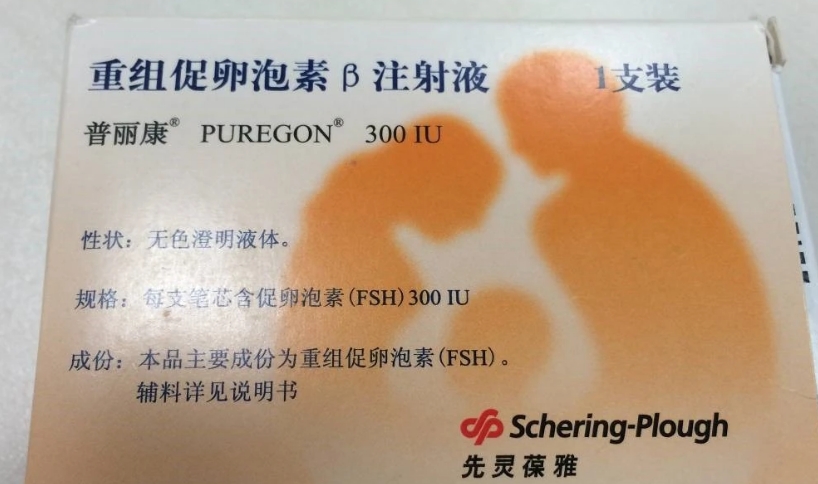 重组促卵泡素 β 注射液 1支装
普丽康® PUREGON® 300 IU
性状：无色澄明液体。
规格：每支笔芯含促卵泡素(FSH)300 IU
成份：本品主要成份为重组促卵泡素(FSH)。
辅料详见说明书
Schering-Plough
先灵葆雅